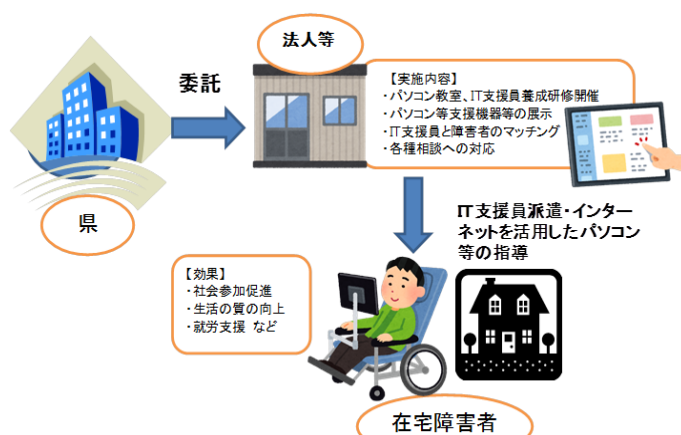 法人等
委託
県
【実施内容】
・パソコン教室、IT支援員養成研修開催
・パソコン等支援機器等の展示
・IT支援員と障害者のマッチング
・各種相談への対応
IT支援員派遣・インター
ネットを活用したパソコン
等の指導
【効果】
・社会参加促進
・生活の質の向上
・就労支援 など
在宅障害者